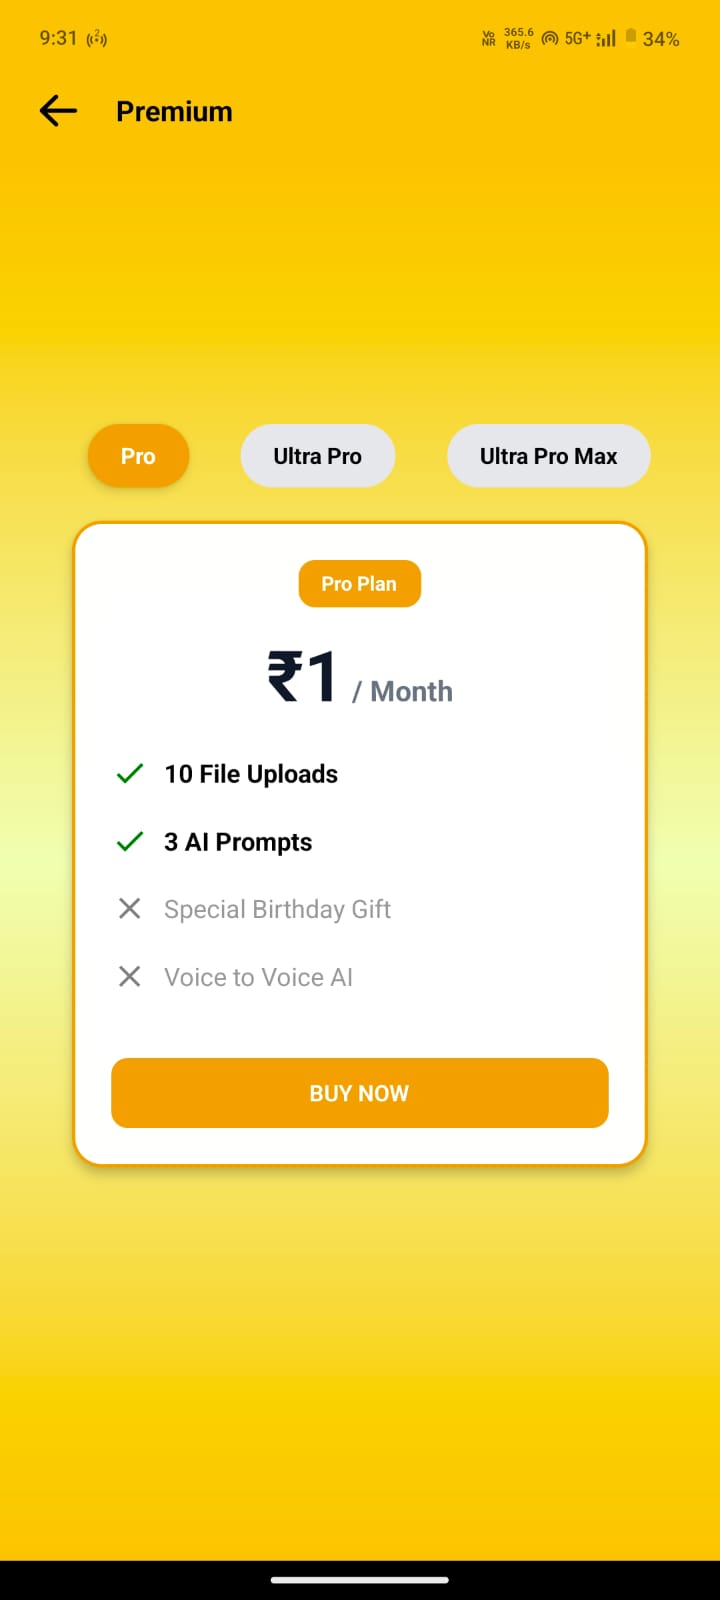 9:31
Vo NR 365.6 KB/s 5G+ 34%
Premium
Pro Ultra Pro Ultra Pro Max
Pro Plan
₹1 / Month
10 File Uploads
3 AI Prompts
Special Birthday Gift
Voice to Voice AI
BUY NOW